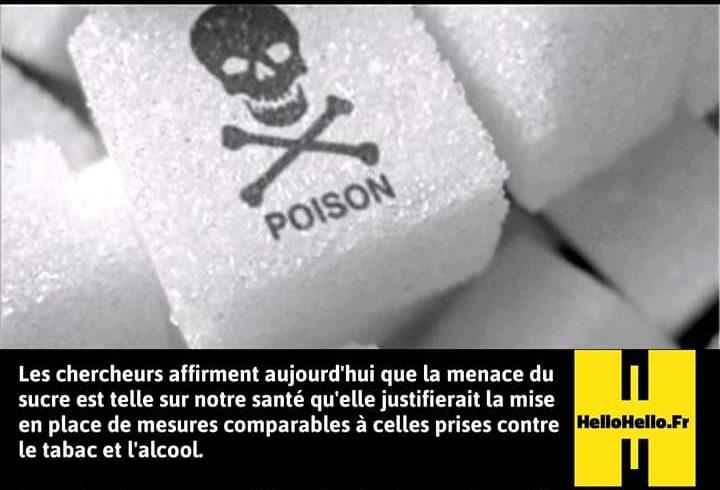 POISON
Les chercheurs affirment aujourd'hui que la menace du
sucre est telle sur notre santé qu'elle justifierait la mise
en place de mesures comparables à celles prises contre
le tabac et l'alcool.
HelloHello.Fr